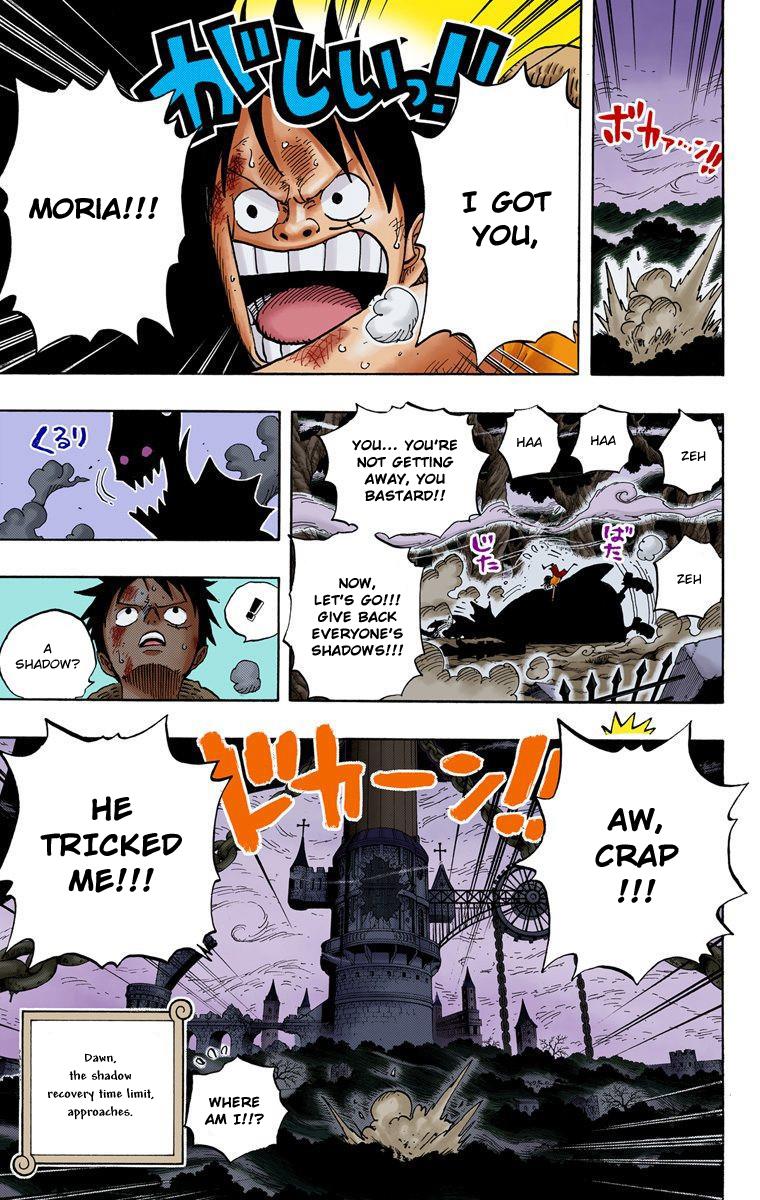 ボカァ…ン!!
がしいっ!!
I GOT
YOU,
MORIA!!!
ZEH
HAA
HAA
ZEH
YOU... YOU'RE
NOT GETTING
AWAY, YOU
BASTARD!!
ばた
じた
NOW,
LET'S GO!!!
GIVE BACK
EVERYONE'S
SHADOWS!!!
くるり
!
A
SHADOW?
AW,
CRAP
!!!
ドカーン!!
HE
TRICKED
ME!!!
WHERE
AM I!!?
Dawn,
the shadow
recovery time limit,
approaches.